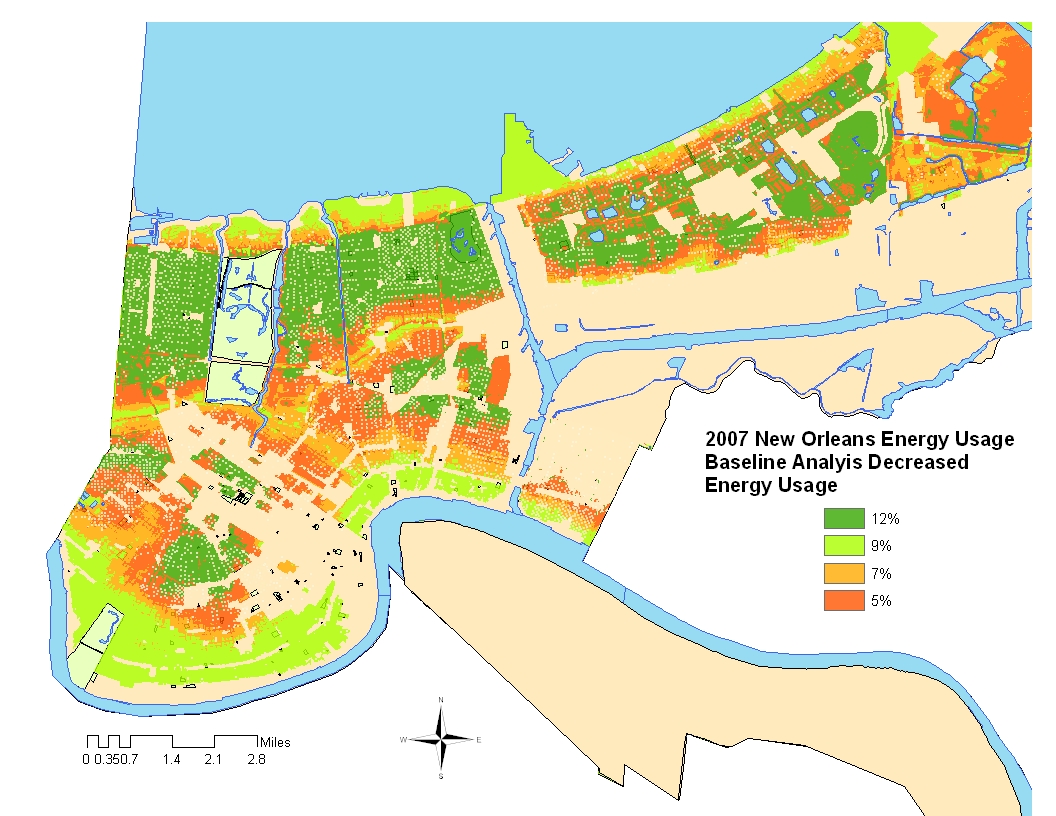 2007 New Orleans Energy Usage
Baseline Analyis Decreased
Energy Usage
12%
9%
7%
5%
N
W E
S
Miles
0 0.350.7 1.4 2.1 2.8